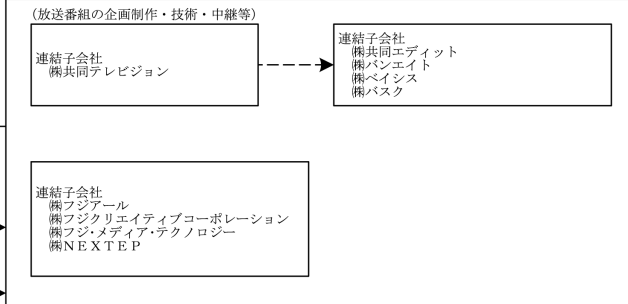 (放送番組の企画制作・技術・中継等)
連結子会社
㈱共同テレビジョン
連結子会社
㈱共同エディット
㈱バンエイト
㈱ベイシス
㈱バスク
連結子会社
㈱フジアール
㈱フジクリエイティブコーポレーション
㈱フジ･メディア･テクノロジー
㈱ＮＥＸＴＥＰ